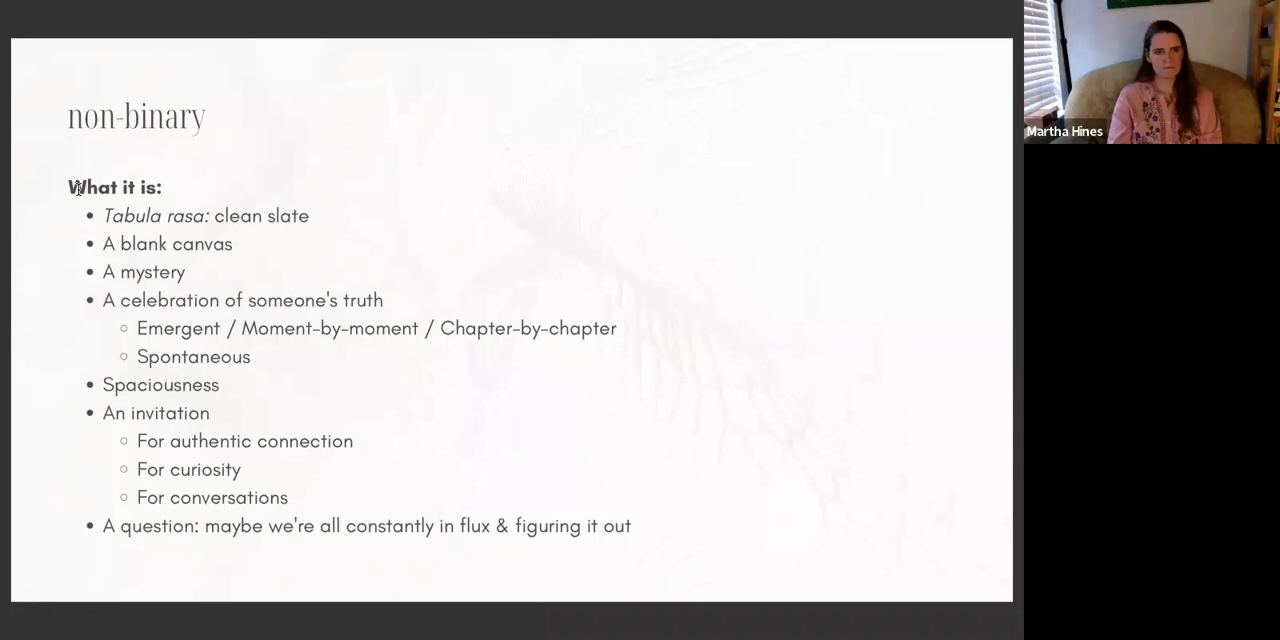 non-binary
What it is:
• Tabula rasa: clean slate
• A blank canvas
• A mystery
• A celebration of someone's truth
◦ Emergent / Moment-by-moment / Chapter-by-chapter
◦ Spontaneous
• Spaciousness
• An invitation
◦ For authentic connection
◦ For curiosity
◦ For conversations
• A question: maybe we're all constantly in flux & figuring it out
Martha Hines